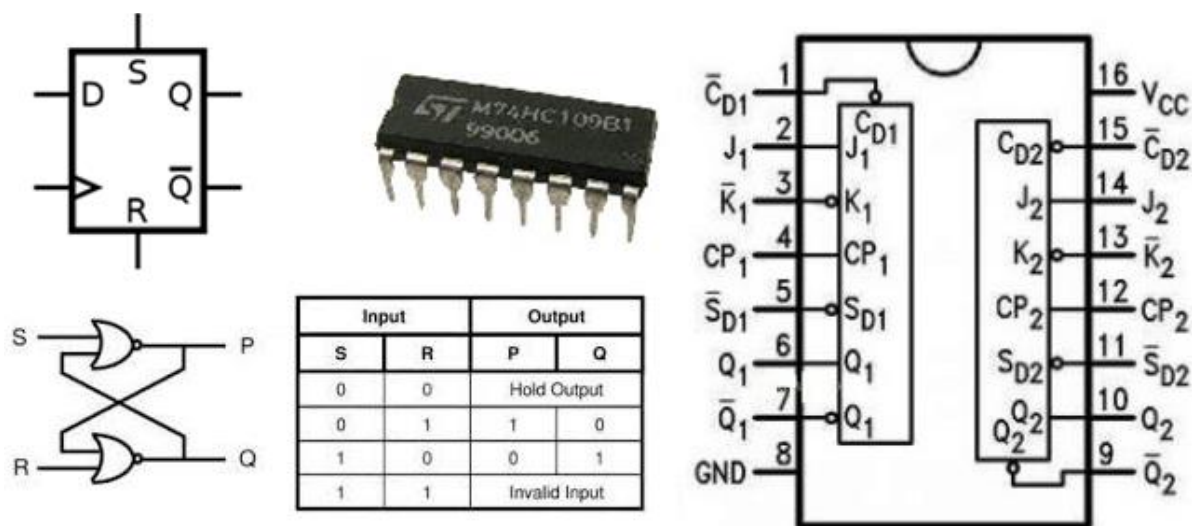 S
D Q
Q̅
R
ST M74HC109B1
99006
S P
R Q
Input Output
S R P Q
0 0 Hold Output
0 1 1 0
1 0 0 1
1 1 Invalid Input
C̅D1 1 CD1 16 VCC
J1 2 J1 CD2 15 C̅D2
K̅1 3 K1 J2 14 J2
CP1 4 CP1 K2 13 K̅2
S̅D1 5 SD1 CP2 12 CP2
Q1 6 Q1 SD2 11 S̅D2
Q̅1 7 Q1 Q2 10 Q2
GND 8 Q2 9 Q̅2